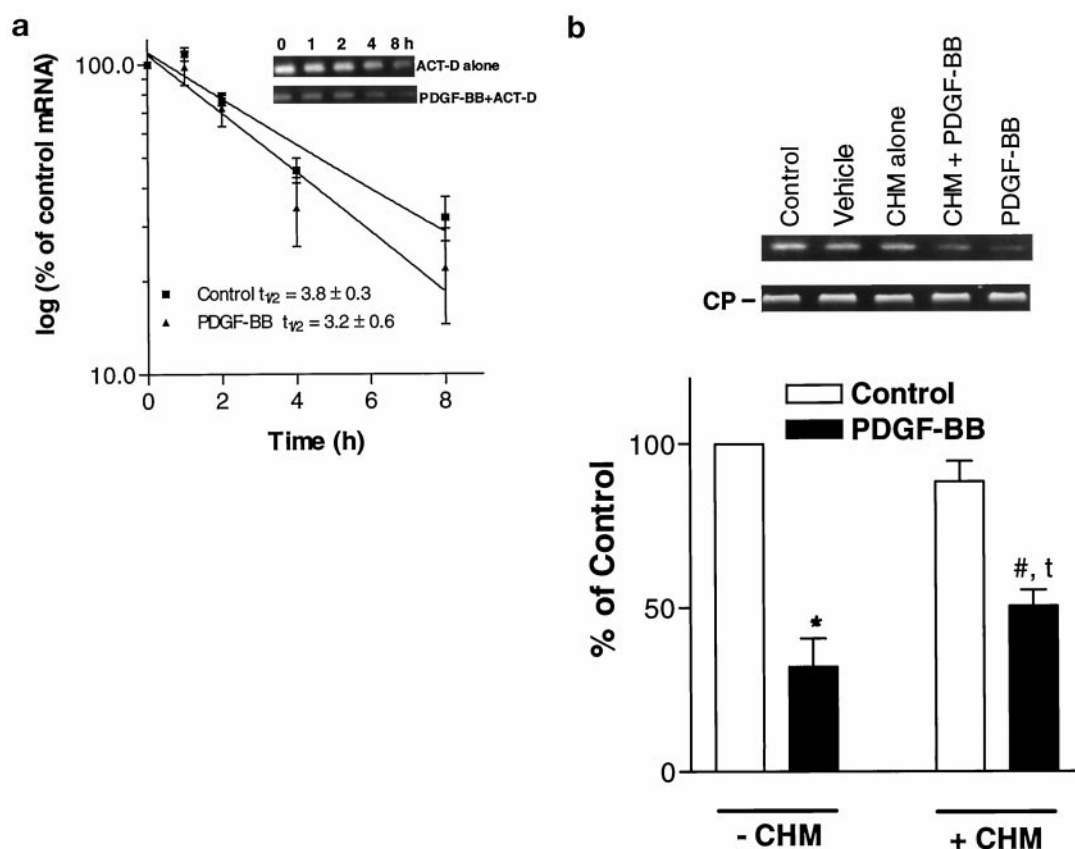 a
0 1 2 4 8 h
ACT-D alone
PDGF-BB+ACT-D
log (% of control mRNA)
100.0
10.0
Control t1/2 = 3.8 ± 0.3
PDGF-BB t1/2 = 3.2 ± 0.6
0 2 4 6 8
Time (h)
b
Control
Vehicle
CHM alone
CHM + PDGF-BB
PDGF-BB
CP –
Control
PDGF-BB
% of Control
100
50
0
*
#, t
- CHM
+ CHM